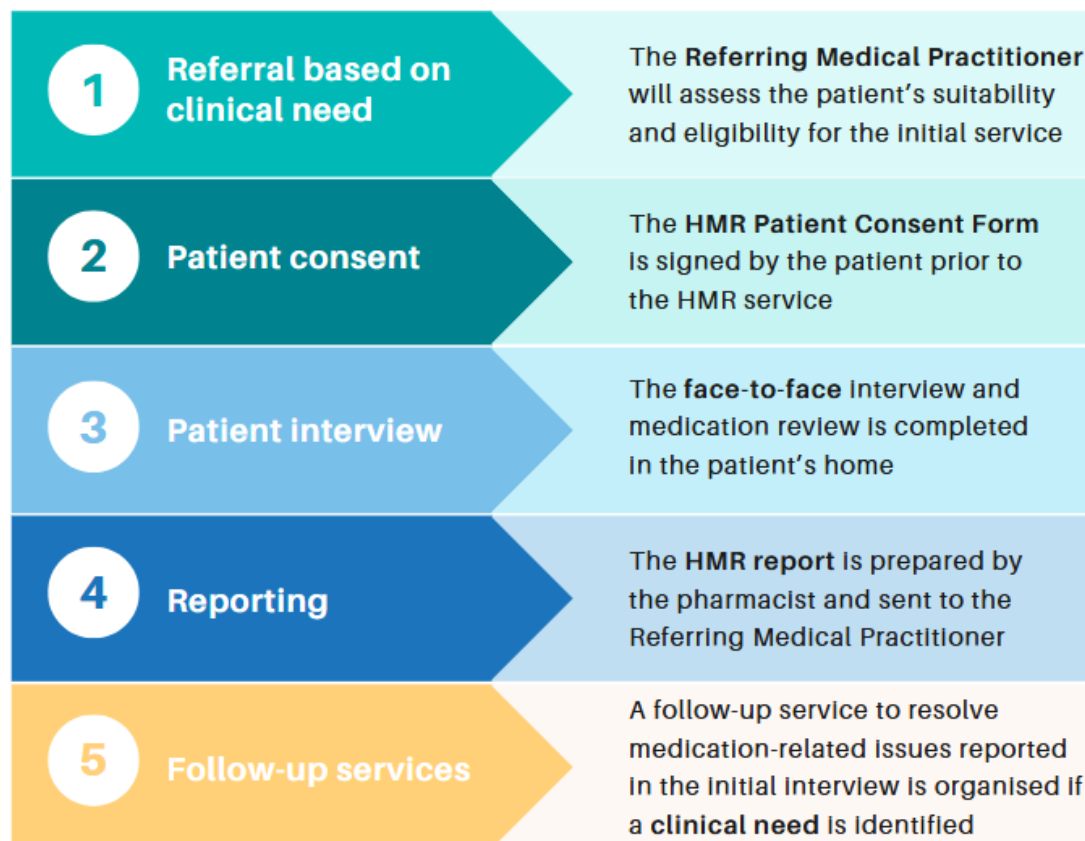 1
Referral based on
clinical need
The Referring Medical Practitioner
will assess the patient's suitability
and eligibility for the initial service
2
Patient consent
The HMR Patient Consent Form
is signed by the patient prior to
the HMR service
3
Patient interview
The face-to-face interview and
medication review is completed
in the patient's home
4
Reporting
The HMR report is prepared by
the pharmacist and sent to the
Referring Medical Practitioner
5
Follow-up services
A follow-up service to resolve
medication-related issues reported
in the initial interview is organised if
a clinical need is identified